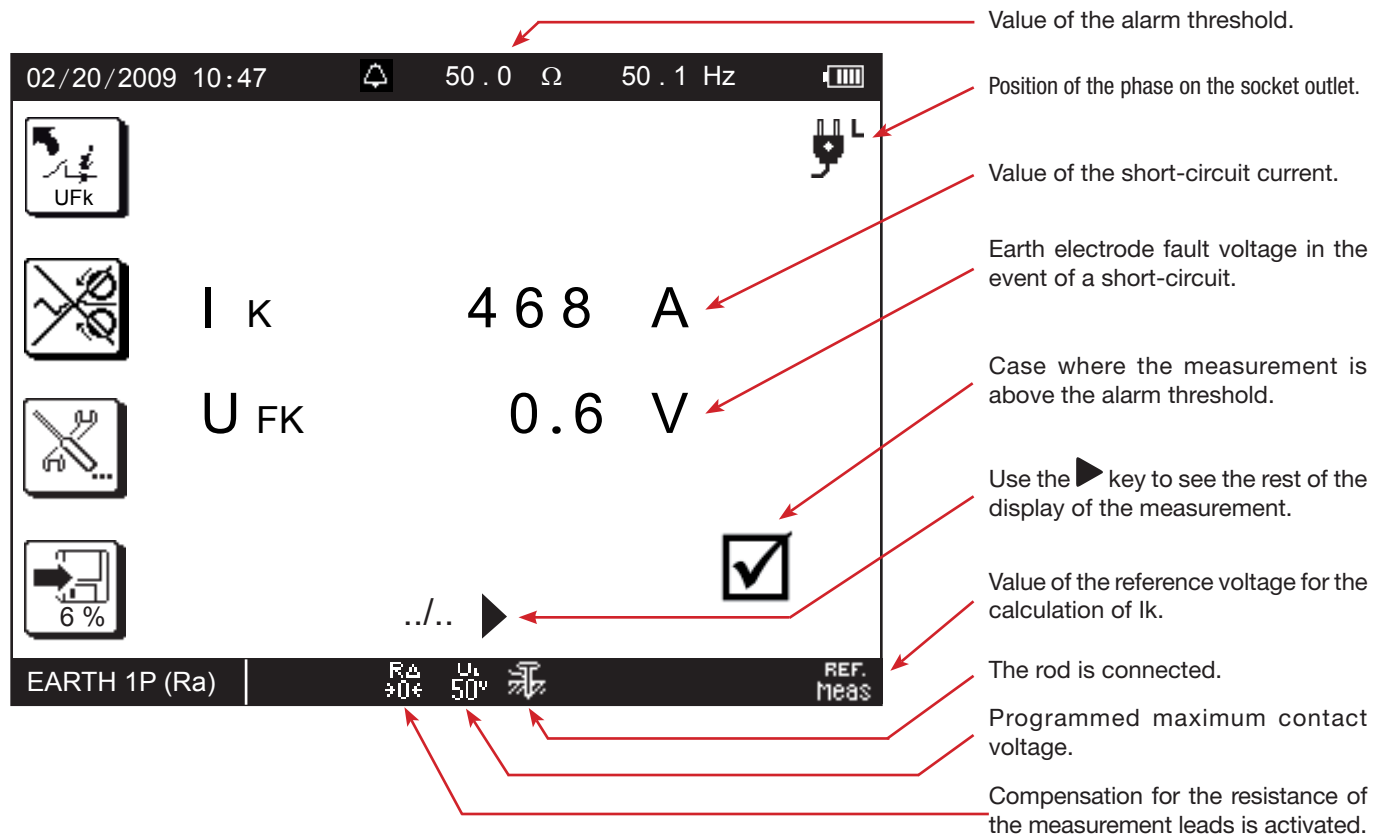 Value of the alarm threshold.
02/20/2009 10:47 50.0 Ω 50.1 Hz
Position of the phase on the socket outlet.
L
UFk
Value of the short-circuit current.
Earth electrode fault voltage in the
event of a short-circuit.
I K 468 A
Case where the measurement is
above the alarm threshold.
U FK 0.6 V
...
Use the ▶ key to see the rest of the
display of the measurement.
6 %
../.. ▶
Value of the reference voltage for the
calculation of Ik.
EARTH 1P (Ra)
RΔ
→0←
UL
50V
REF.
Meas
The rod is connected.
Programmed maximum contact
voltage.
Compensation for the resistance of
the measurement leads is activated.